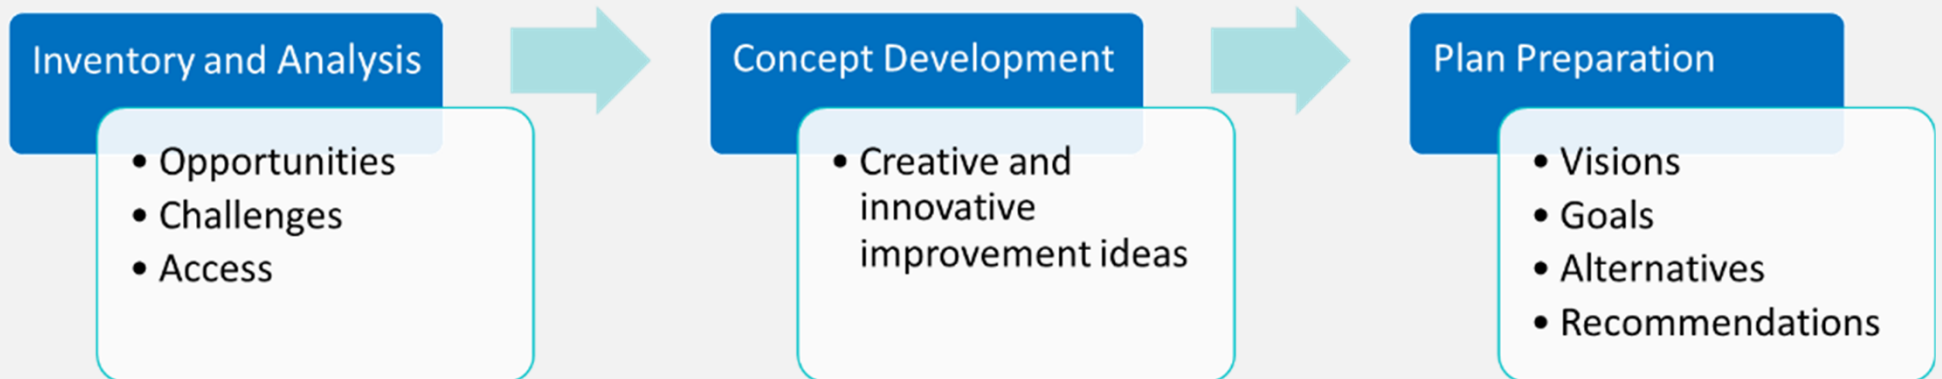 Inventory and Analysis
• Opportunities
• Challenges
• Access
Concept Development
• Creative and
innovative
improvement ideas
Plan Preparation
• Visions
• Goals
• Alternatives
• Recommendations